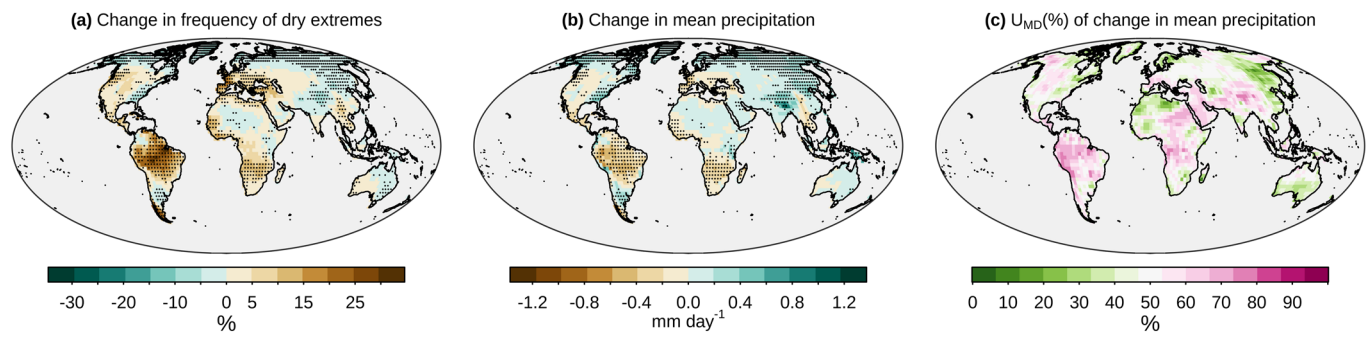 (a) Change in frequency of dry extremes
(b) Change in mean precipitation
(c) UMD(%) of change in mean precipitation
-30 -20 -10 0 5 15 25
%
-1.2 -0.8 -0.4 0.0 0.4 0.8 1.2
mm day-1
0 10 20 30 40 50 60 70 80 90
%